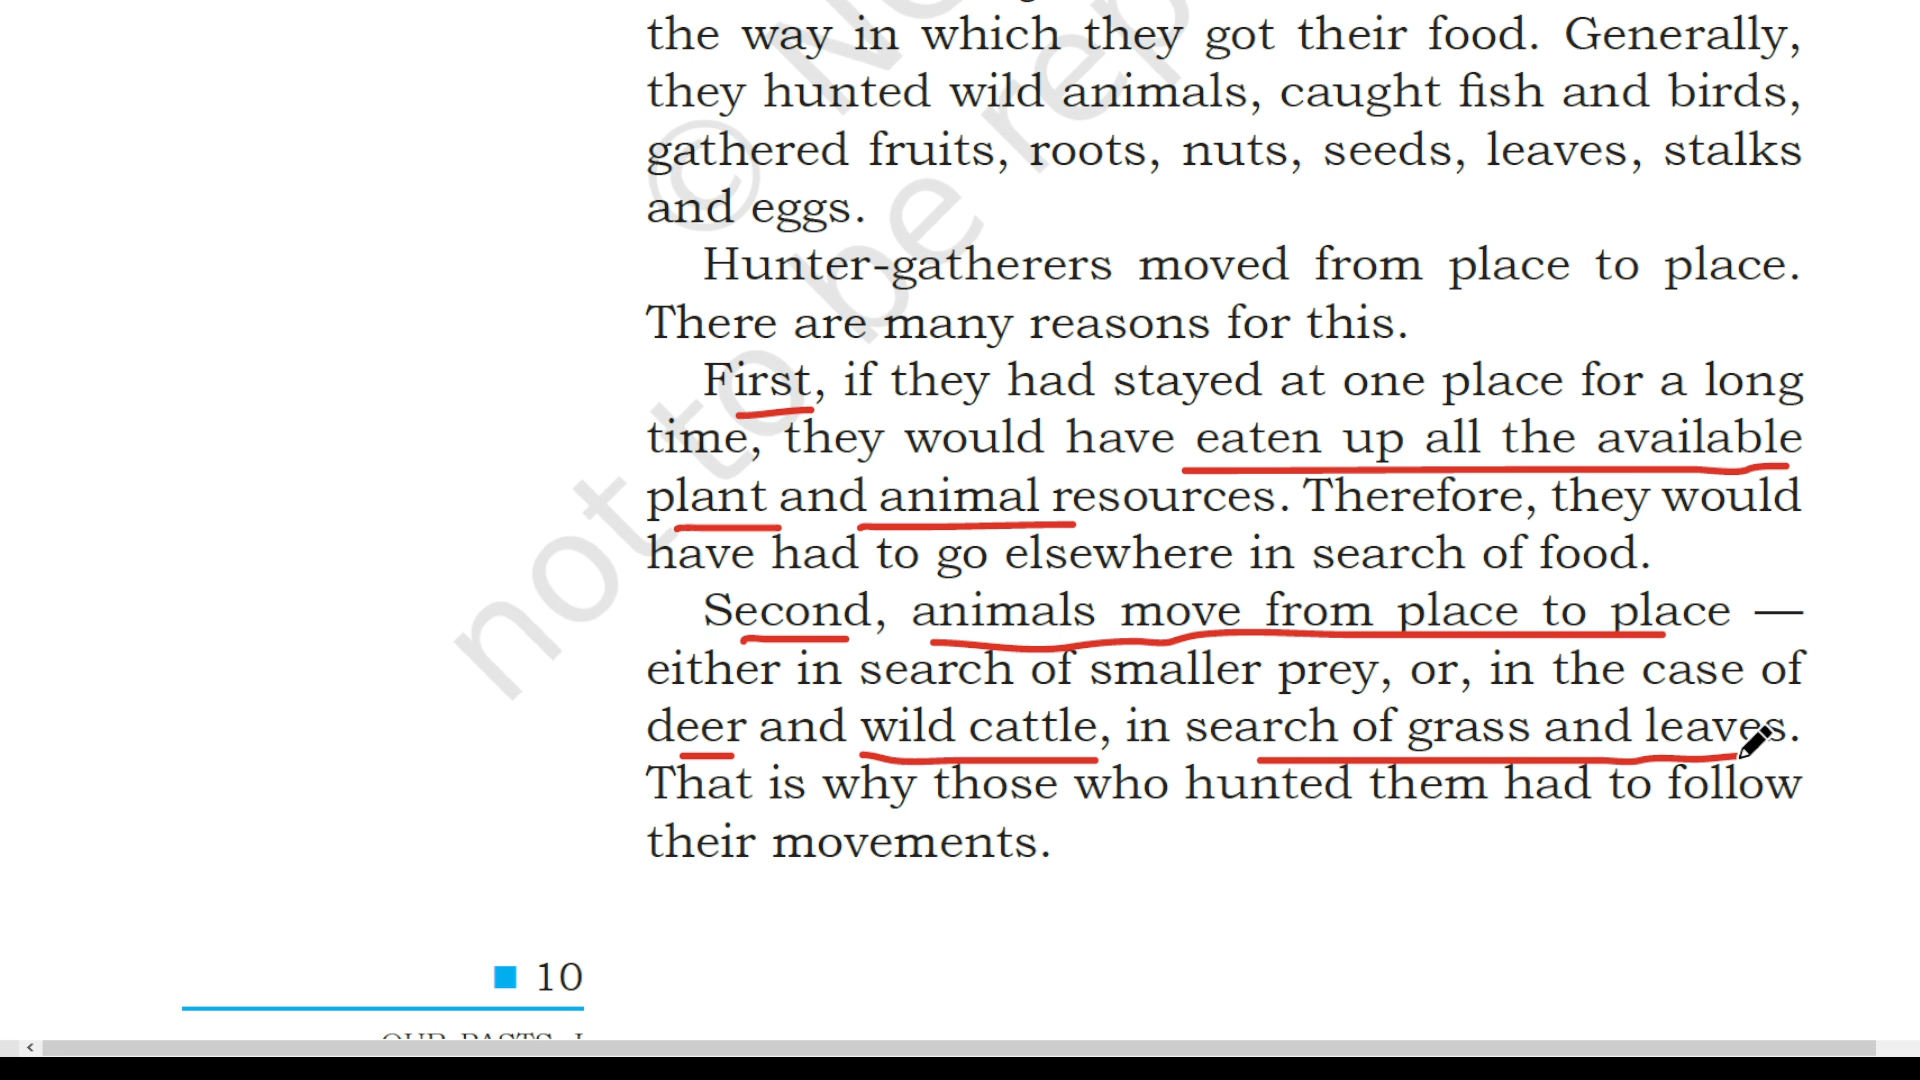 the way in which they got their food. Generally,
they hunted wild animals, caught fish and birds,
gathered fruits, roots, nuts, seeds, leaves, stalks
and eggs.
Hunter-gatherers moved from place to place.
There are many reasons for this.
First, if they had stayed at one place for a long
time, they would have eaten up all the available
plant and animal resources. Therefore, they would
have had to go elsewhere in search of food.
Second, animals move from place to place —
either in search of smaller prey, or, in the case of
deer and wild cattle, in search of grass and leaves.
That is why those who hunted them had to follow
their movements.
■ 10
OUR PASTS–I
©
not to be rep